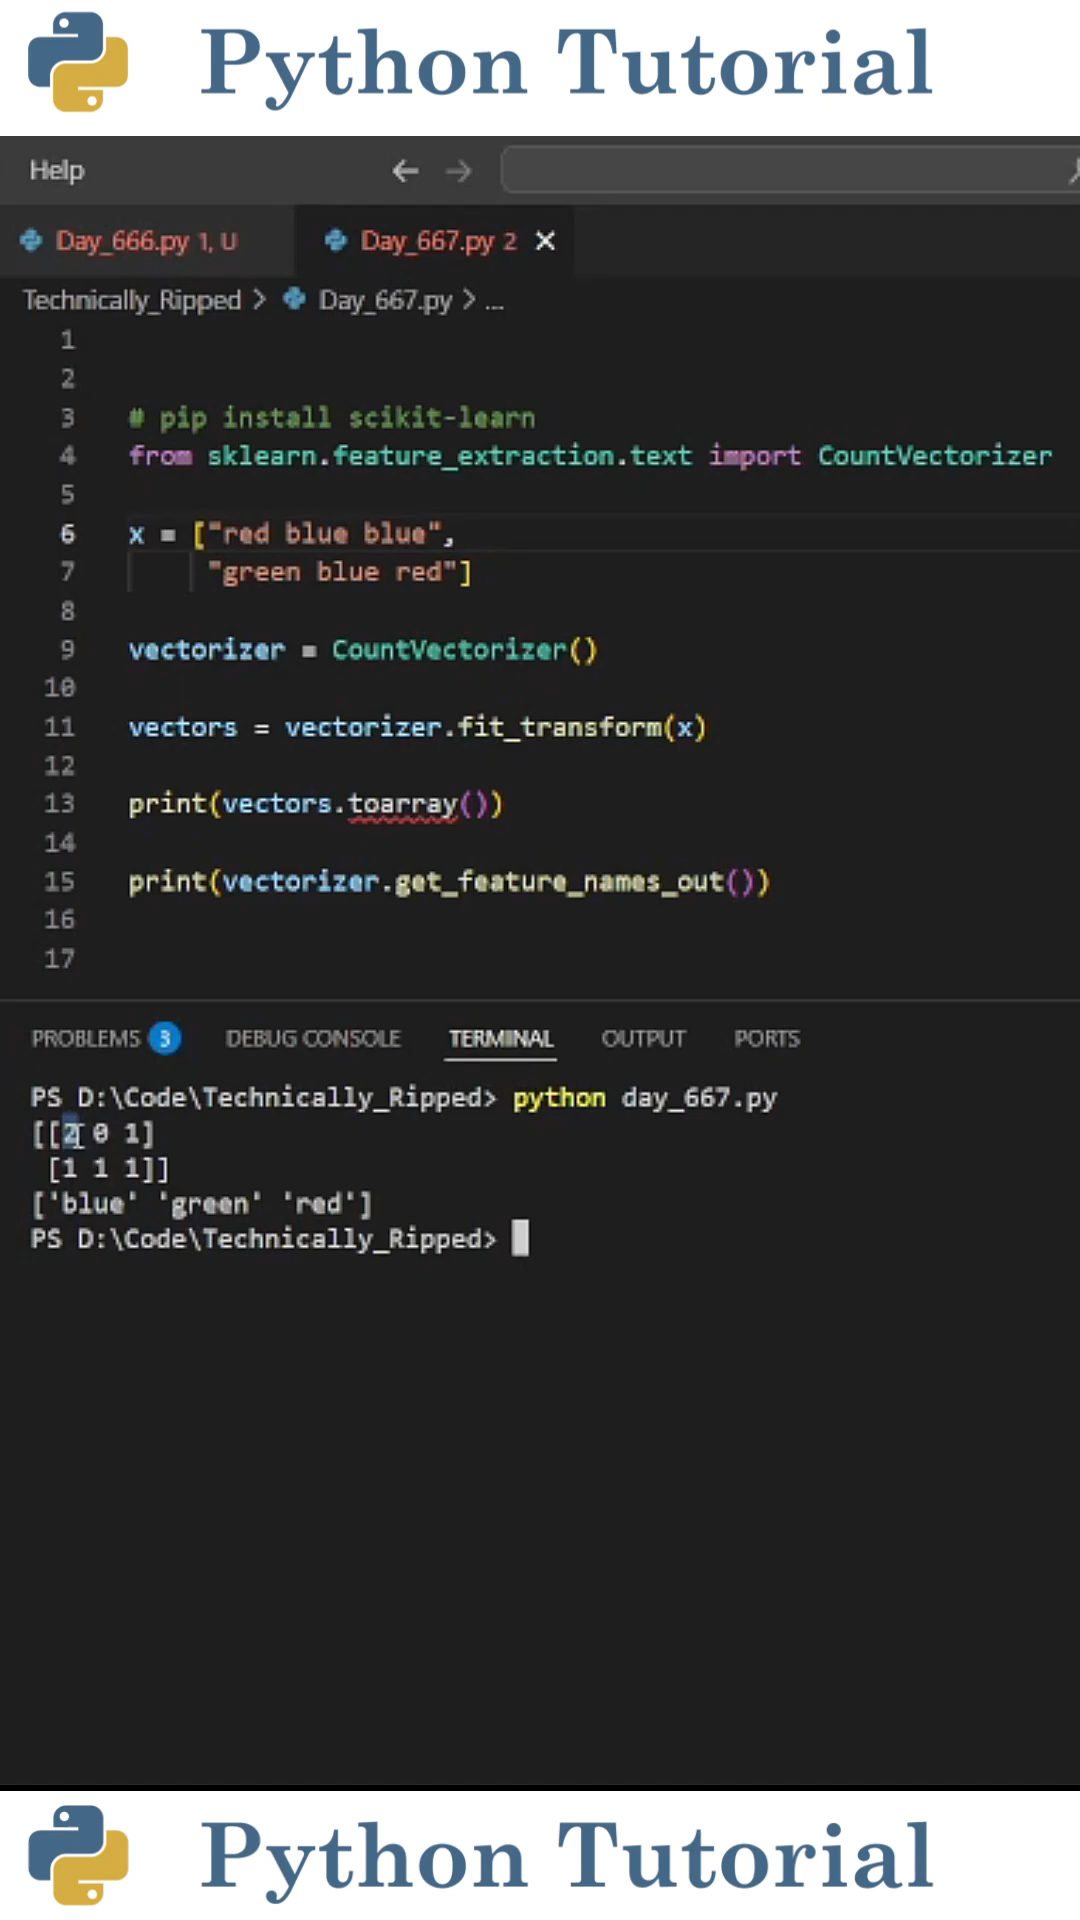 Python Tutorial
Help
Day_666.py 1, U Day_667.py 2
Technically_Ripped > Day_667.py > ...
1
2
3 # pip install scikit-learn
4 from sklearn.feature_extraction.text import CountVectorizer
5
6 x = ["red blue blue",
7 "green blue red"]
8
9 vectorizer = CountVectorizer()
10
11 vectors = vectorizer.fit_transform(x)
12
13 print(vectors.toarray())
14
15 print(vectorizer.get_feature_names_out())
16
17
PROBLEMS 3 DEBUG CONSOLE TERMINAL OUTPUT PORTS
PS D:\Code\Technically_Ripped> python day_667.py
[[2 0 1]
[1 1 1]]
['blue' 'green' 'red']
PS D:\Code\Technically_Ripped>
Python Tutorial